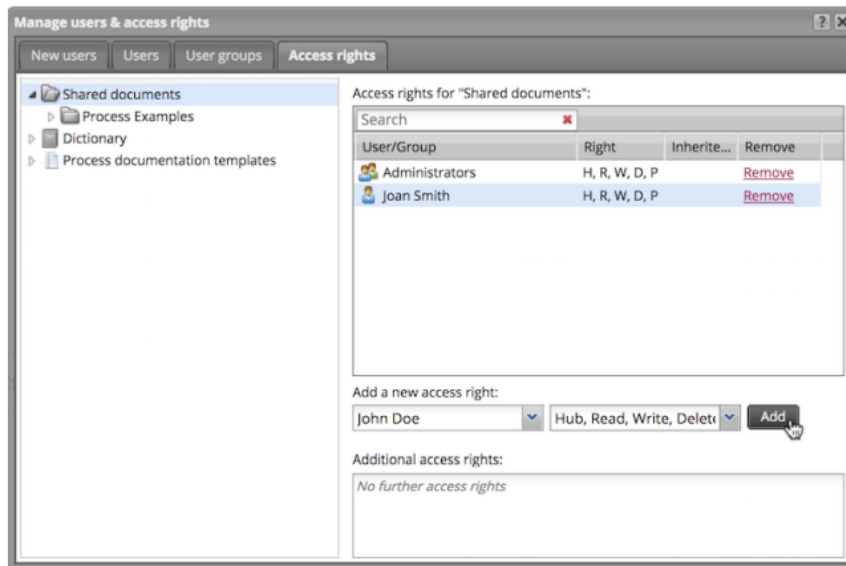 Manage users & access rights
?
New users Users User groups Access rights
Shared documents
Process Examples
Dictionary
Process documentation templates
Access rights for "Shared documents":
Search
User/Group Right Inherite... Remove
Administrators H, R, W, D, P Remove
Joan Smith H, R, W, D, P Remove
Add a new access right:
John Doe Hub, Read, Write, Delete Add
Additional access rights:
No further access rights